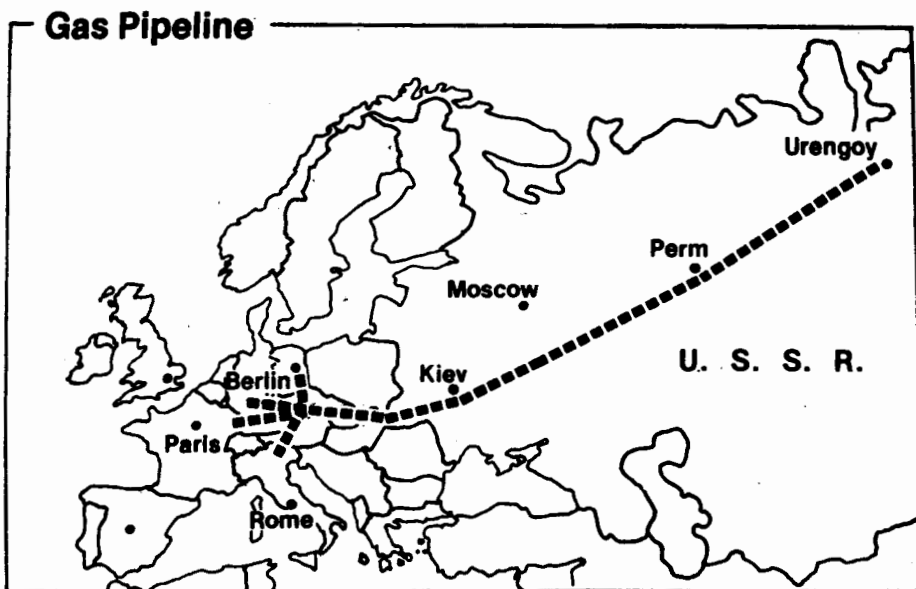 Gas Pipeline
Urengoy
Perm
Moscow
U. S. S. R.
Kiev
Berlin
Paris
Rome